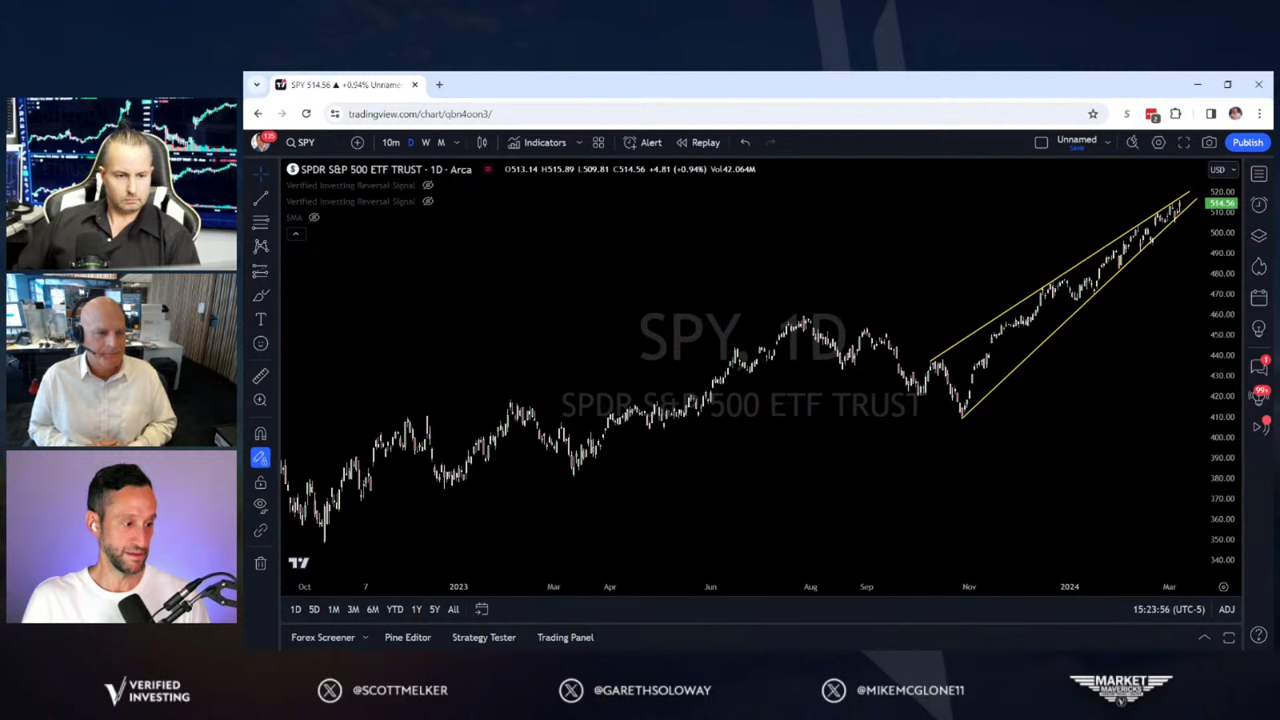 SPY 514.56 ▲ +0.94% Unname
tradingview.com/chart/qbn4oon3/
135
SPY
10m D W M
Indicators
Alert
Replay
Unnamed
Save
Publish
S SPDR S&P 500 ETF TRUST · 1D · Arca
O513.14 H515.89 L509.81 C514.56 +4.81 (+0.94%) Vol42.064M
USD
Verified Investing Reversal Signal
Verified Investing Reversal Signal
SMA
SPY, 1D
SPDR S&P 500 ETF TRUST
520.00
514.56
510.00
500.00
490.00
480.00
470.00
460.00
450.00
440.00
430.00
420.00
410.00
400.00
390.00
380.00
370.00
360.00
350.00
340.00
1
99+
Oct 7 2023 Mar Apr Jun Aug Sep Nov 2024 Mar
1D 5D 1M 3M 6M YTD 1Y 5Y All
15:23:56 (UTC-5) ADJ
Forex Screener Pine Editor Strategy Tester Trading Panel
VERIFIED
INVESTING
@SCOTTMELKER
@GARETHSOLOWAY
@MIKEMCGLONE11
MARKET
MAVERICKS